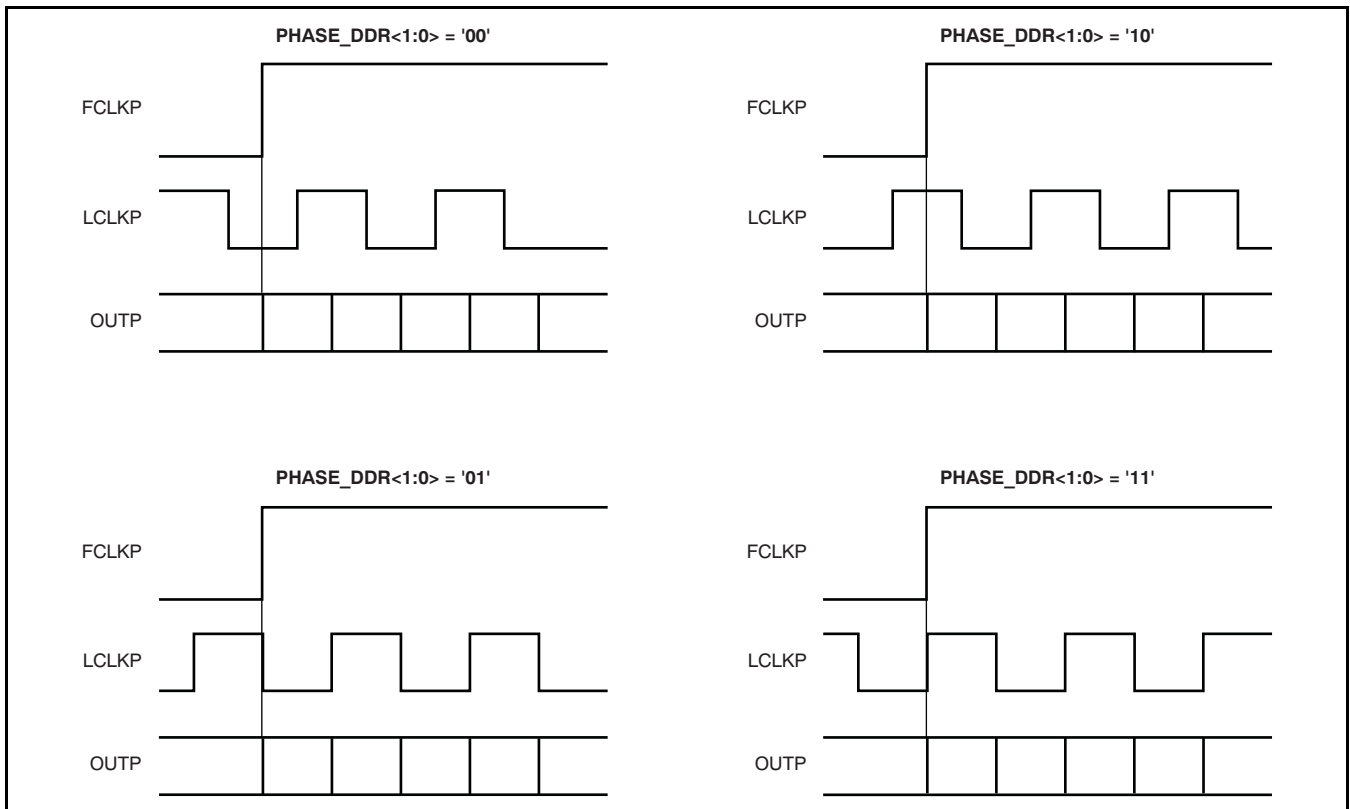 PHASE_DDR<1:0> = '00'
FCLKP
LCLKP
OUTP
PHASE_DDR<1:0> = '10'
FCLKP
LCLKP
OUTP
PHASE_DDR<1:0> = '01'
FCLKP
LCLKP
OUTP
PHASE_DDR<1:0> = '11'
FCLKP
LCLKP
OUTP